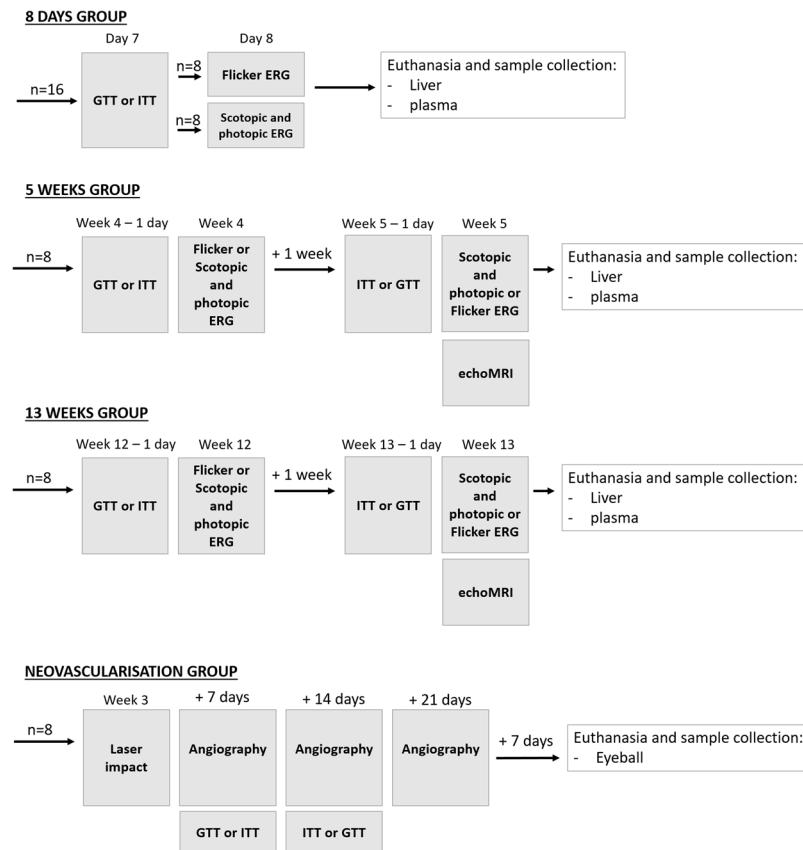 8 DAYS GROUP
Day 7
Day 8
n=16
GTT or ITT
n=8
Flicker ERG
n=8
Scotopic and
photopic ERG
Euthanasia and sample collection:
- Liver
- plasma
5 WEEKS GROUP
Week 4 – 1 day
Week 4
Week 5 – 1 day
Week 5
n=8
GTT or ITT
Flicker or
Scotopic
and
photopic
ERG
+ 1 week
ITT or GTT
Scotopic
and
photopic or
Flicker ERG
echoMRI
Euthanasia and sample collection:
- Liver
- plasma
13 WEEKS GROUP
Week 12 – 1 day
Week 12
Week 13 – 1 day
Week 13
n=8
GTT or ITT
Flicker or
Scotopic
and
photopic
ERG
+ 1 week
ITT or GTT
Scotopic
and
photopic or
Flicker ERG
echoMRI
Euthanasia and sample collection:
- Liver
- plasma
NEOVASCULARISATION GROUP
Week 3
+ 7 days
+ 14 days
+ 21 days
n=8
Laser
impact
Angiography
Angiography
Angiography
+ 7 days
Euthanasia and sample collection:
- Eyeball
GTT or ITT
ITT or GTT